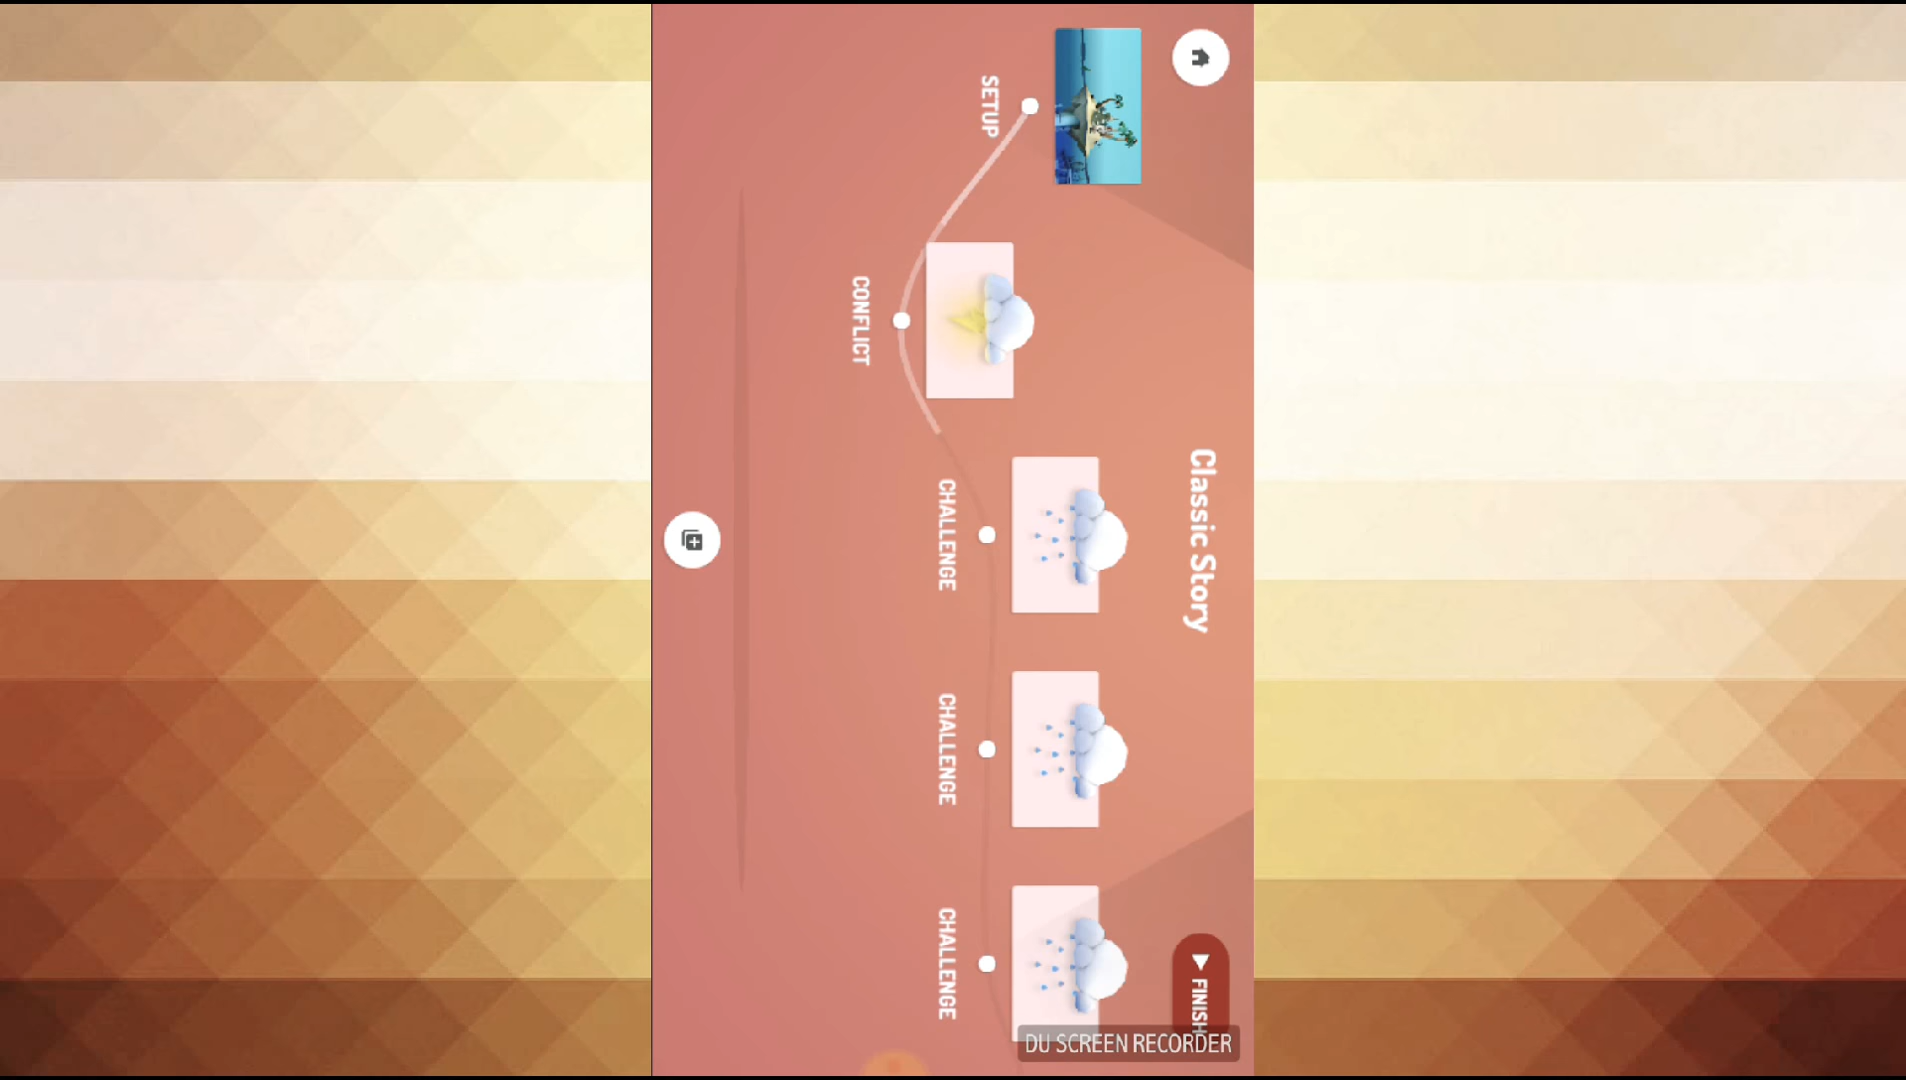 Classic Story
FINISH
SETUP
CONFLICT
CHALLENGE
CHALLENGE
CHALLENGE
DU SCREEN RECORDER